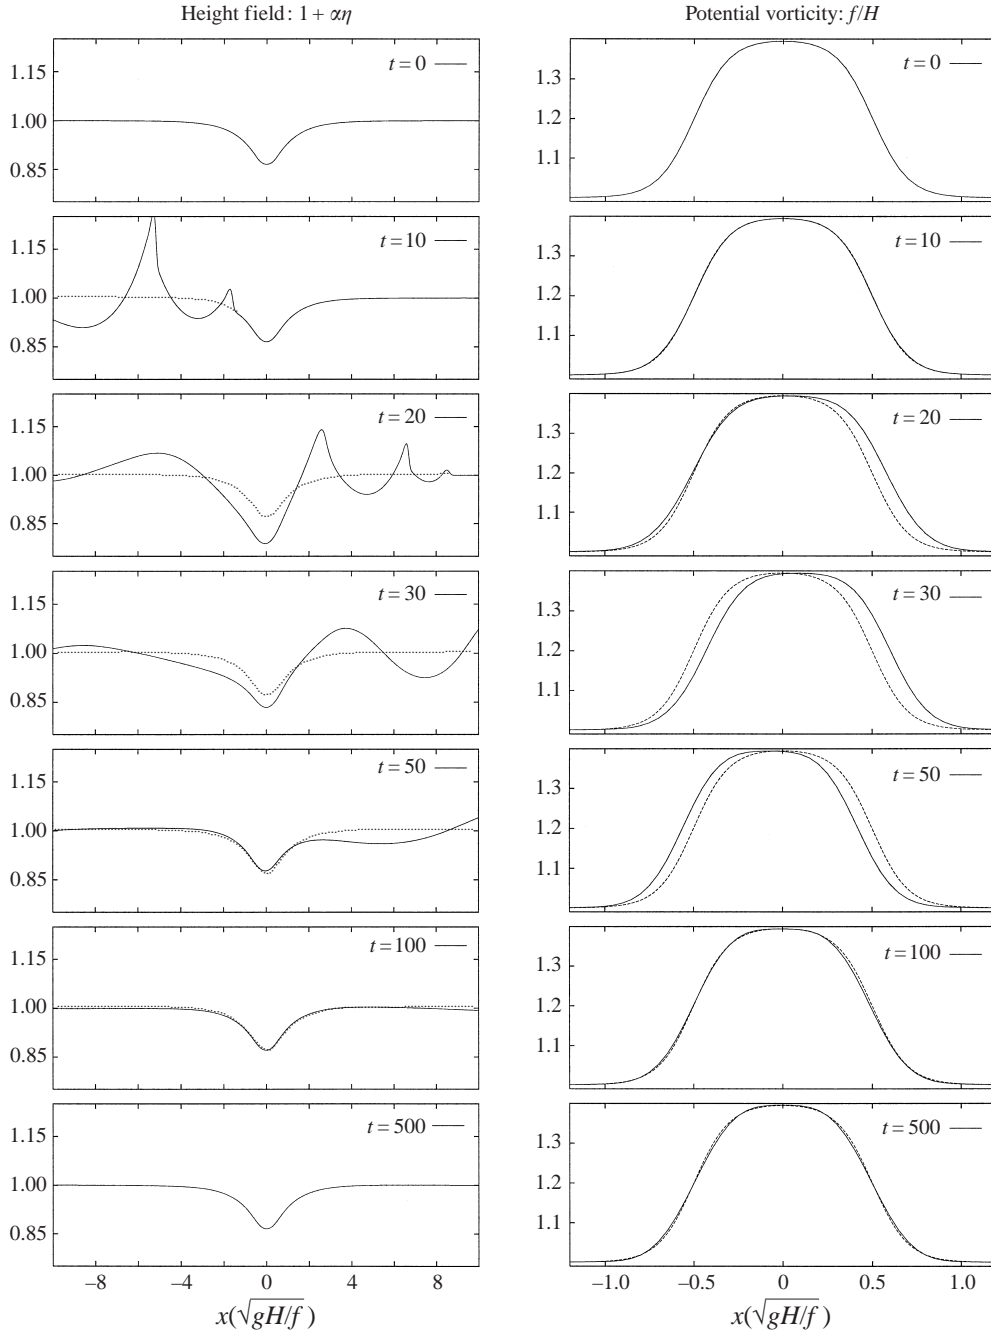 Height field: 1 + αη
t = 0
1.15
1.00
0.85
t = 10
1.15
1.00
0.85
t = 20
1.15
1.00
0.85
t = 30
1.15
1.00
0.85
t = 50
1.15
1.00
0.85
t = 100
1.15
1.00
0.85
t = 500
1.15
1.00
0.85
−8 −4 0 4 8
x(√gH/f)
Potential vorticity: f/H
t = 0
1.3
1.2
1.1
t = 10
1.3
1.2
1.1
t = 20
1.3
1.2
1.1
t = 30
1.3
1.2
1.1
t = 50
1.3
1.2
1.1
t = 100
1.3
1.2
1.1
t = 500
1.3
1.2
1.1
−1.0 −0.5 0 0.5 1.0
x(√gH/f)